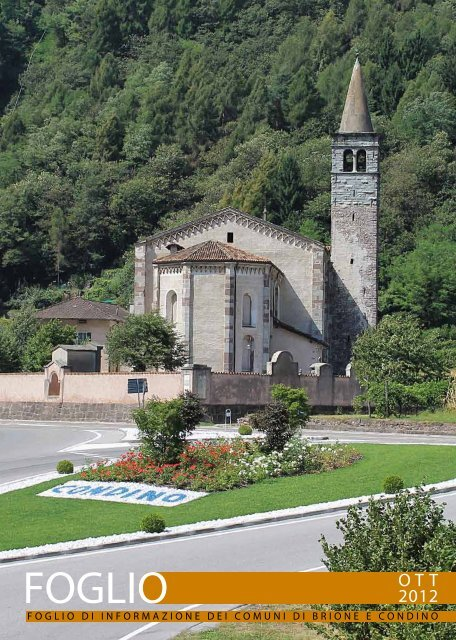 CONDINO
FOGLIO
OTT
2012
FOGLIO DI INFORMAZIONE DEI COMUNI DI BRIONE E CONDINO